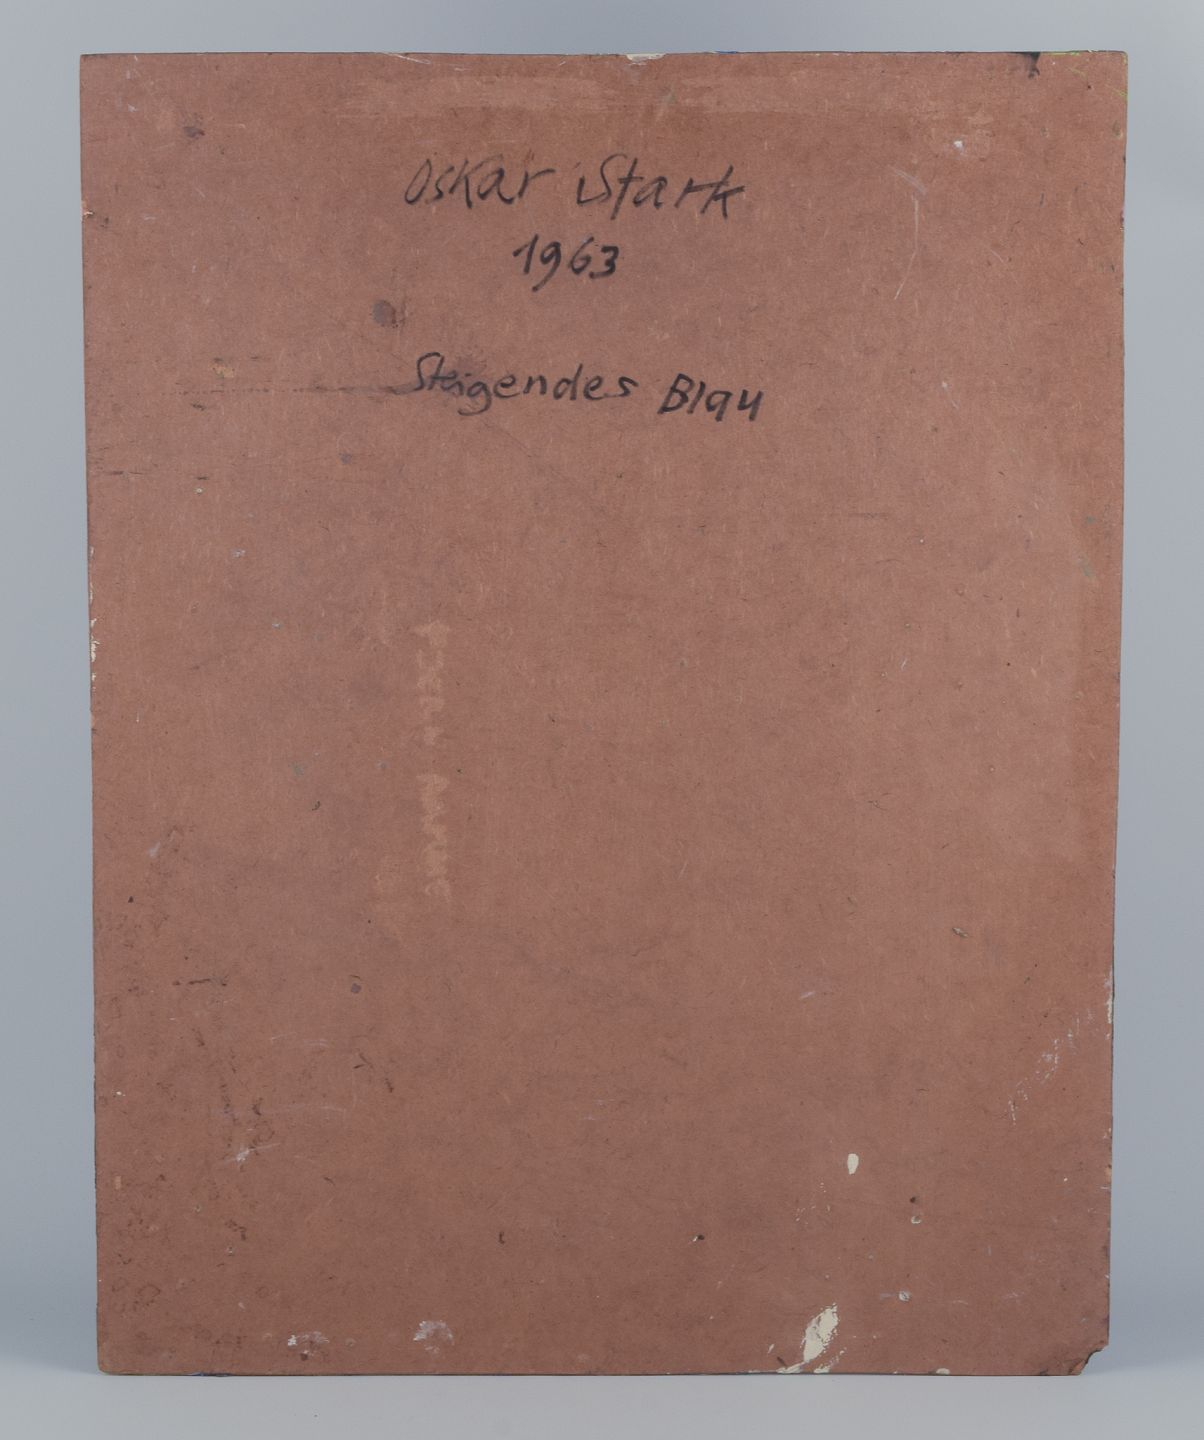 Oskar Stark
1963
Steigendes Blau